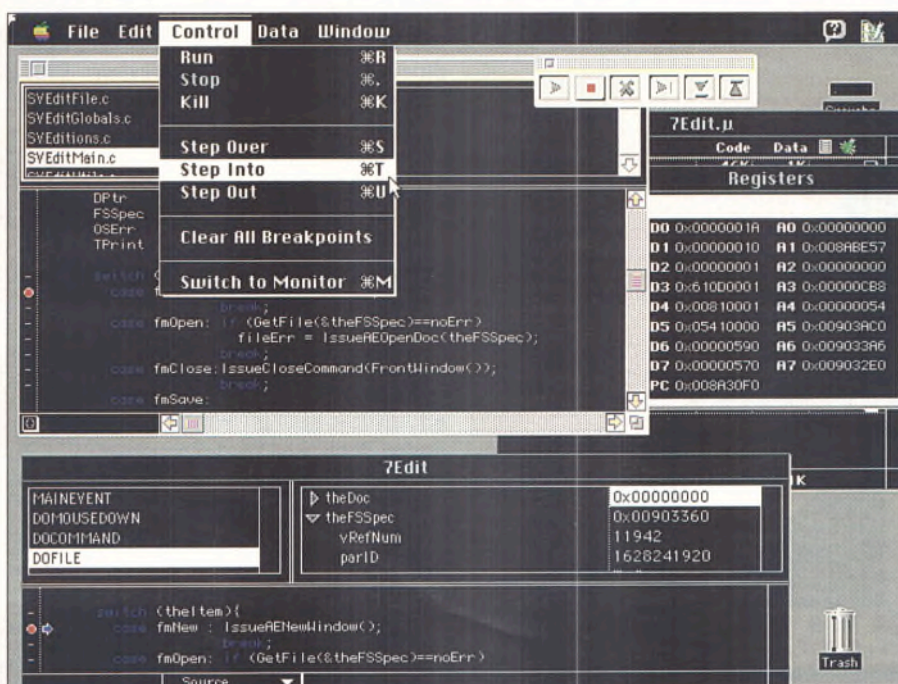 File Edit Control Data Window
Run ⌘R
Stop ⌘.
Kill ⌘K
Step Over ⌘S
Step Into ⌘T
Step Out ⌘U
Clear All Breakpoints
Switch to Monitor ⌘M
SVEditFile.c
SVEditGlobals.c
SVEditions.c
SVEditMain.c
DPtr
FSSpec
OSErr
TPrint
switch
case
break;
case fmOpen: if (GetFile(&theFSSpec)==noErr)
fileErr = IssueAEOpenDoc(theFSSpec);
break;
case fmClose:IssueCloseCommand(FrontWindow());
break;
case fmSave:
7Edit.µ
Code Data
Registers
D0 0x0000001A A0 0x00000000
D1 0x00000010 A1 0x008ABE57
D2 0x00000001 A2 0x00000000
D3 0x610D0001 A3 0x00000CB8
D4 0x00810001 A4 0x00000054
D5 0x05410000 A5 0x00903AC0
D6 0x00000590 A6 0x009033A6
D7 0x00000570 A7 0x009032E0
PC 0x008A30F0
7Edit
MAINEVENT
DOMOUSEDOWN
DOCOMMAND
DOFILE
theDoc 0x00000000
theFSSpec 0x00903360
vRefNum 11942
parID 1628241920
switch (theItem){
case fmNew : IssueAENewWindow();
break;
case fmOpen: if (GetFile(&theFSSpec)==noErr)
Source
Trash